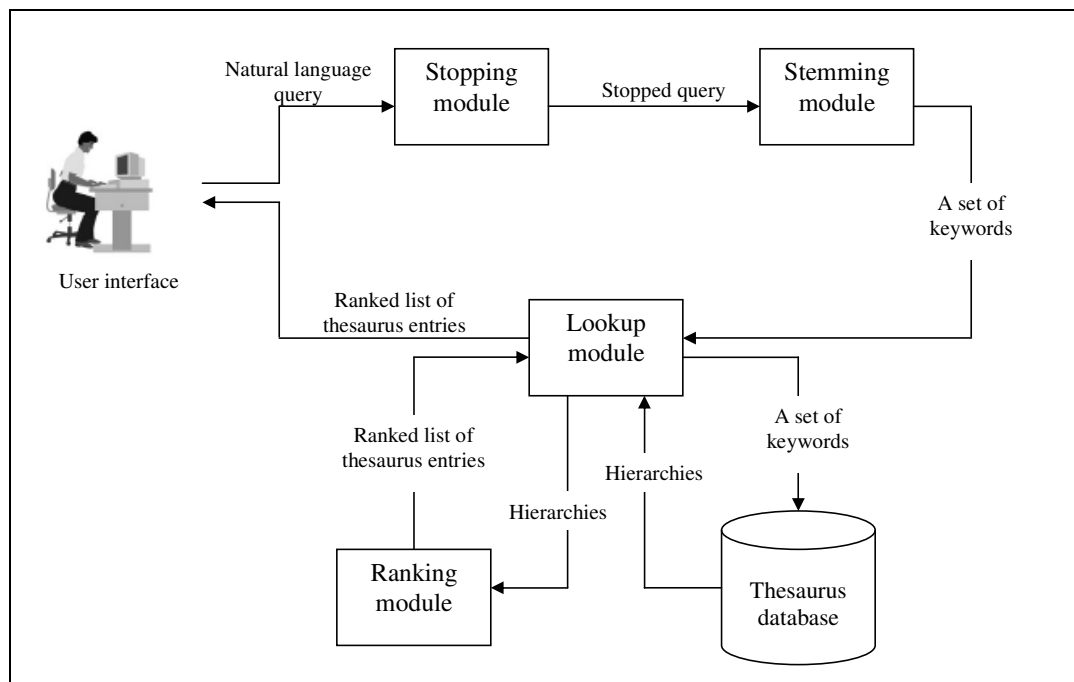 Natural language
query
Stopping
module
Stopped query
Stemming
module
A set of
keywords
User interface
Ranked list of
thesaurus entries
Lookup
module
Ranked list of
thesaurus entries
Hierarchies
Hierarchies
A set of
keywords
Ranking
module
Thesaurus
database